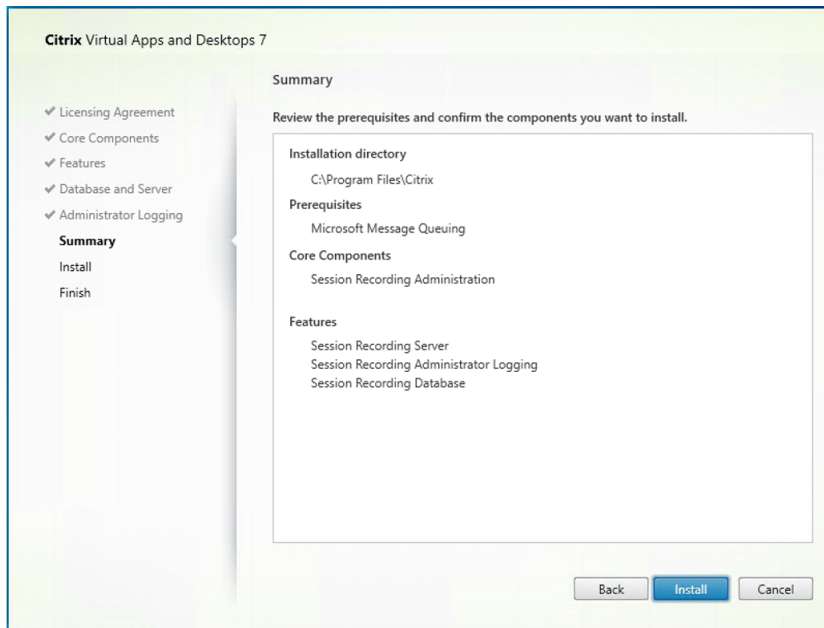 Citrix Virtual Apps and Desktops 7
Licensing Agreement
Core Components
Features
Database and Server
Administrator Logging
Summary
Install
Finish
Summary
Review the prerequisites and confirm the components you want to install.
Installation directory
C:\Program Files\Citrix
Prerequisites
Microsoft Message Queuing
Core Components
Session Recording Administration
Features
Session Recording Server
Session Recording Administrator Logging
Session Recording Database
Back
Install
Cancel